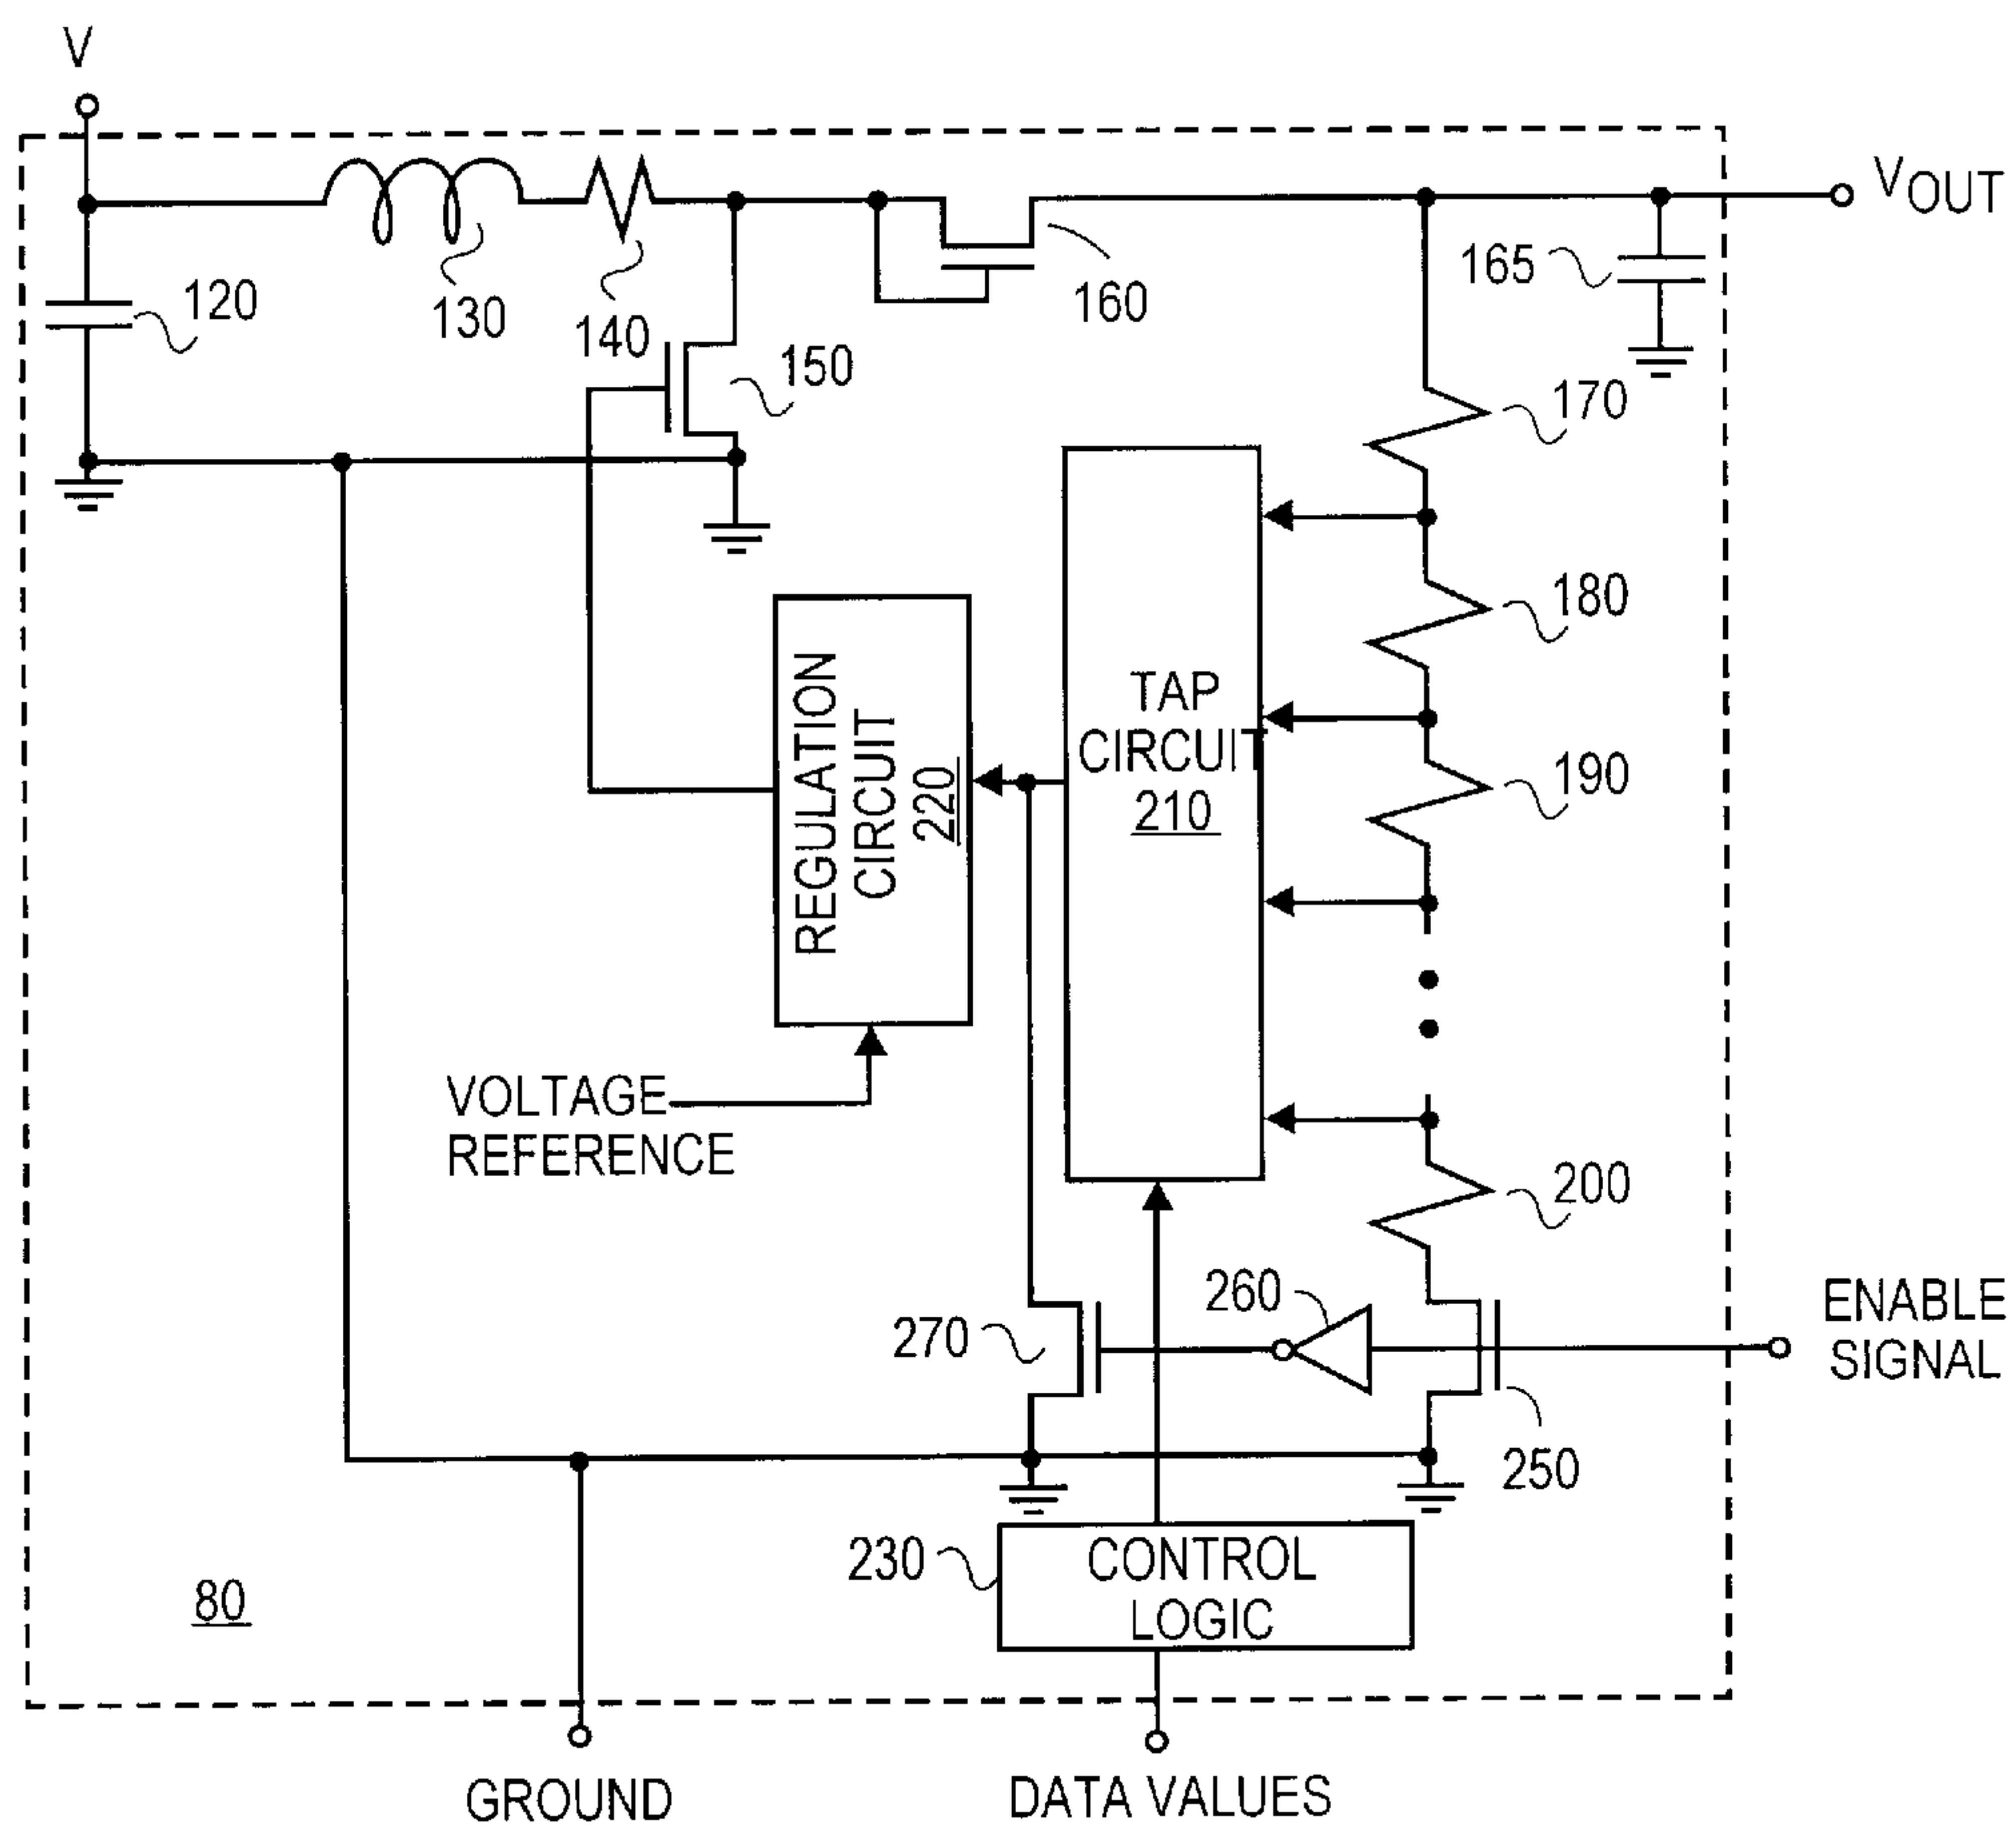 V
VOUT
120
130
140
150
160
165
170
180
190
TAP
CIRCUIT
210
REGULATION
CIRCUIT
220
VOLTAGE
REFERENCE
200
260
270
250
ENABLE
SIGNAL
230
CONTROL
LOGIC
80
GROUND
DATA VALUES